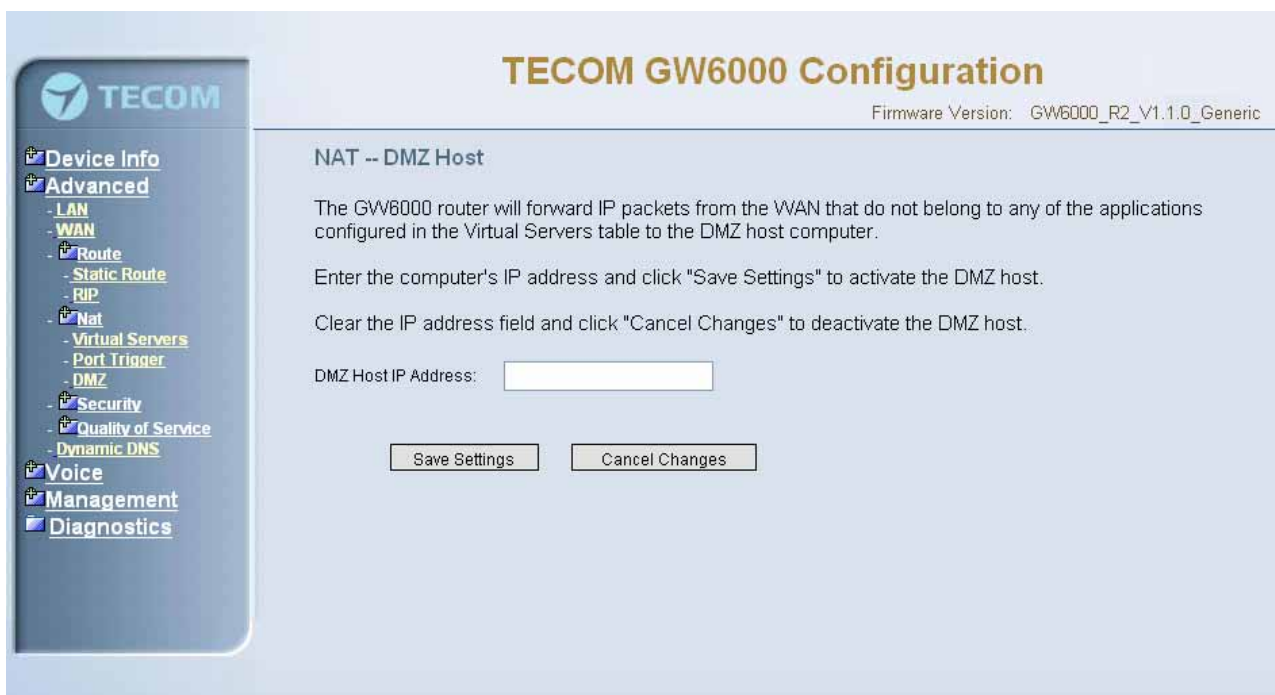 TECOM
TECOM GW6000 Configuration
Firmware Version: GW6000_R2_V1.1.0_Generic
Device Info
Advanced
- LAN
- WAN
- Route
- Static Route
- RIP
- Nat
- Virtual Servers
- Port Trigger
- DMZ
- Security
- Quality of Service
- Dynamic DNS
Voice
Management
Diagnostics
NAT -- DMZ Host
The GW6000 router will forward IP packets from the WAN that do not belong to any of the applications
configured in the Virtual Servers table to the DMZ host computer.
Enter the computer's IP address and click "Save Settings" to activate the DMZ host.
Clear the IP address field and click "Cancel Changes" to deactivate the DMZ host.
DMZ Host IP Address:
Save Settings Cancel Changes